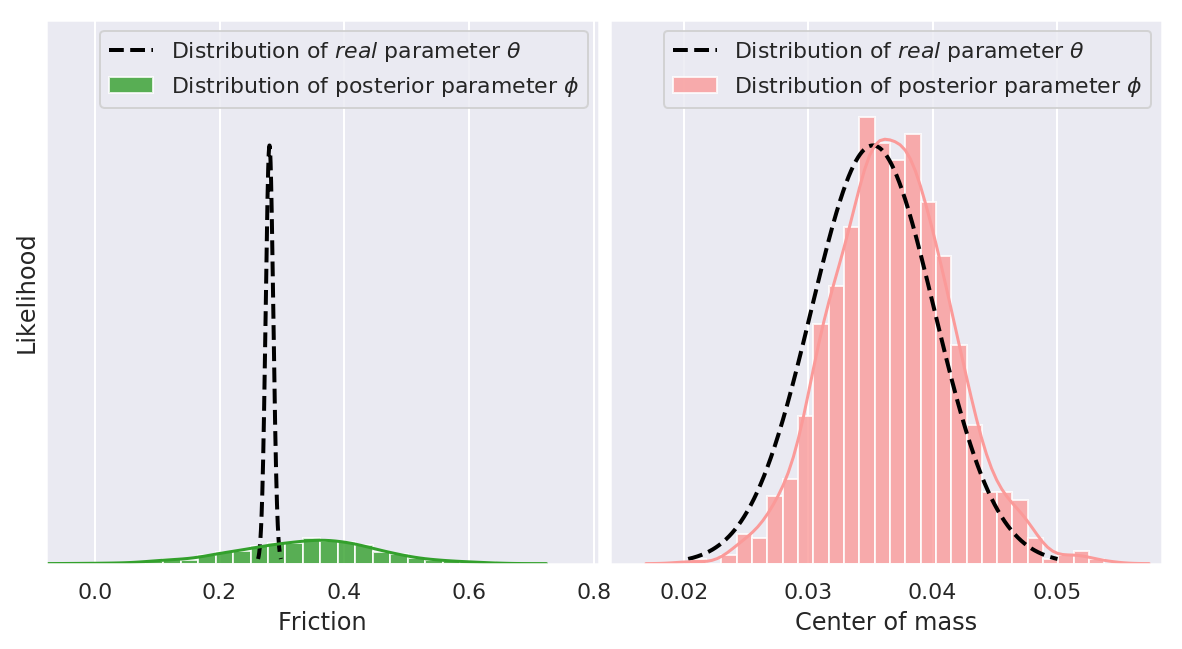 Distribution of real parameter θ
Distribution of posterior parameter ϕ
Likelihood
0.0 0.2 0.4 0.6 0.8
Friction
Distribution of real parameter θ
Distribution of posterior parameter ϕ
0.02 0.03 0.04 0.05
Center of mass